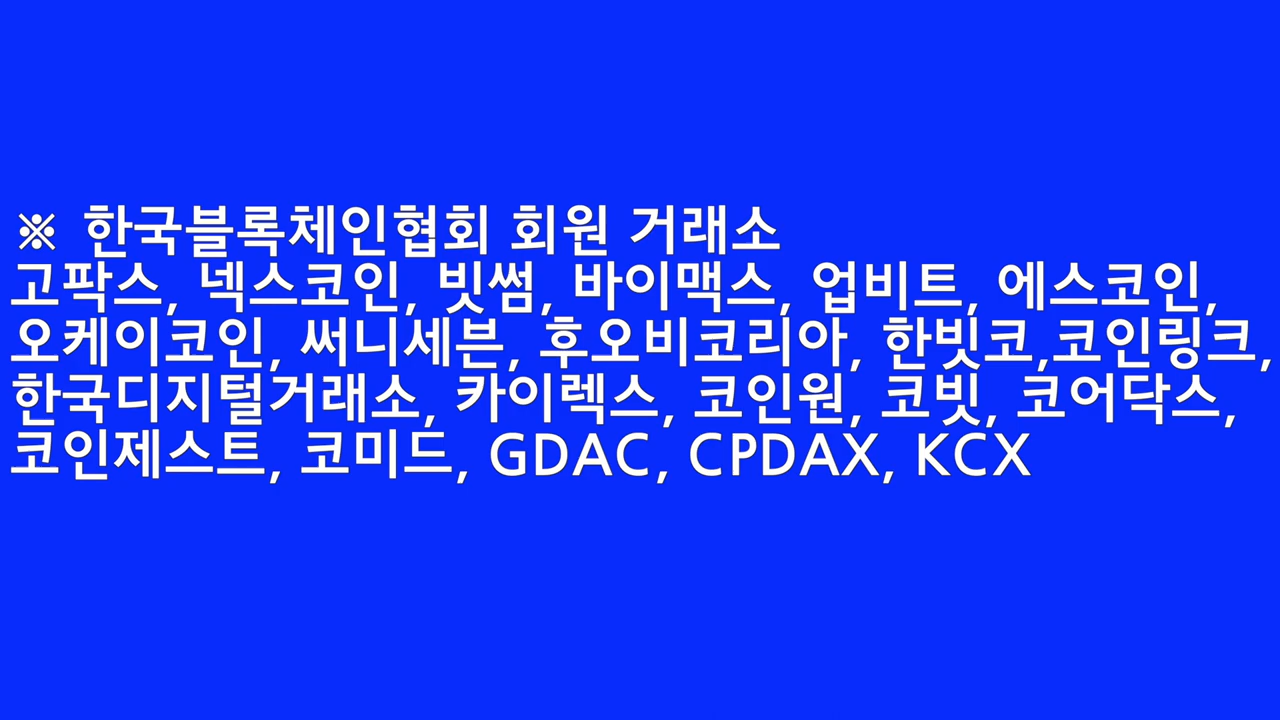 ※ 한국블록체인협회 회원 거래소
고팍스, 넥스코인, 빗썸, 바이맥스, 업비트, 에스코인,
오케이코인, 써니세븐, 후오비코리아, 한빗코,코인링크,
한국디지털거래소, 카이렉스, 코인원, 코빗, 코어닥스,
코인제스트, 코미드, GDAC, CPDAX, KCX